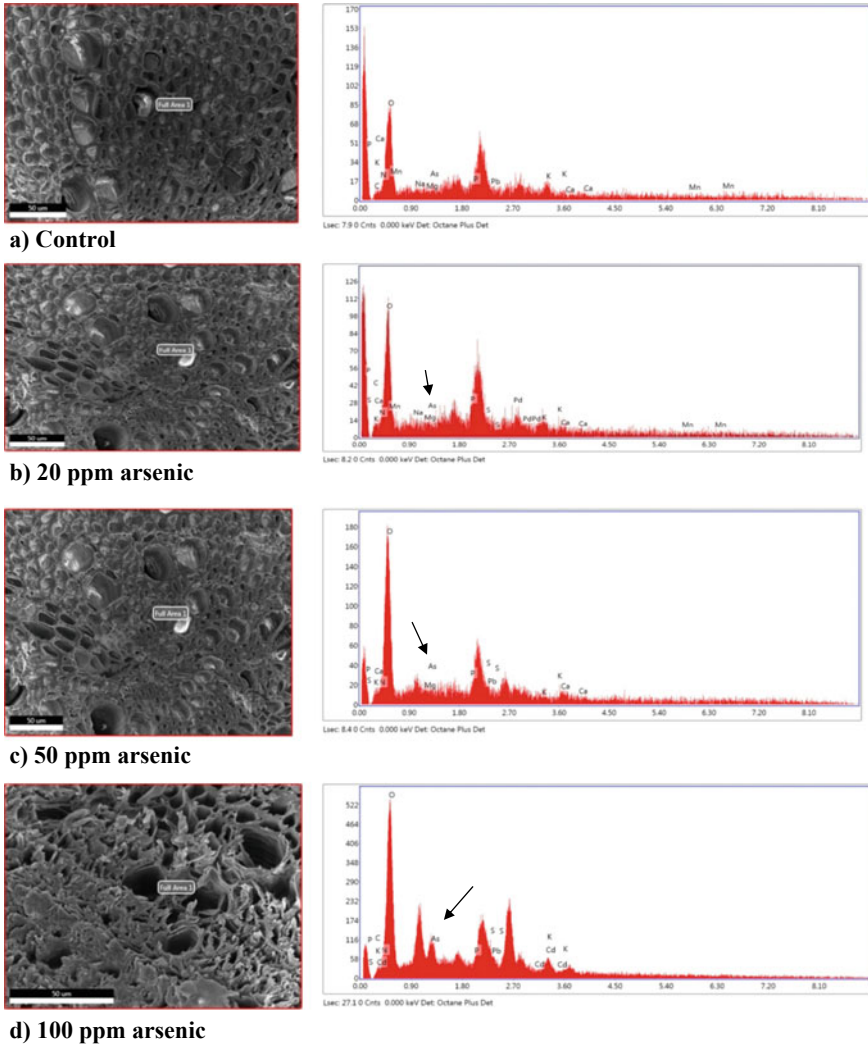 Full Area 1
50 um
170
153
136
119
102
85
68
51
34
17
0
O
P
Ca
K
C
N
Mn
Na
As
Mg
P
Pb
K
K
Ca
Ca
Mn
Mn
0.00 0.90 1.80 2.70 3.60 4.50 5.40 6.30 7.20 8.10
Lsec: 7.9 0 Cnts 0.000 keV Det: Octane Plus Det
a) Control
Full Area 1
50 um
126
112
98
84
70
56
42
28
14
0
O
P
C
S
Ca
K
N
Mn
Na
As
Mg
P
S
S
Pd
Pd
Pd
K
K
Ca
Ca
Mn
Mn
0.00 0.90 1.80 2.70 3.60 4.50 5.40 6.30 7.20 8.10
Lsec: 8.2 0 Cnts 0.000 keV Det: Octane Plus Det
b) 20 ppm arsenic
Full Area 1
50 um
180
160
140
120
100
80
60
40
20
0
O
P
S
Ca
K
N
As
Mg
P
S
S
Pb
K
K
Ca
Ca
0.00 0.90 1.80 2.70 3.60 4.50 5.40 6.30 7.20 8.10
Lsec: 8.4 0 Cnts 0.000 keV Det: Octane Plus Det
c) 50 ppm arsenic
Full Area 1
50 um
522
464
406
348
290
232
174
116
58
0
O
P
C
K
N
S
Cd
As
P
S
S
Pb
K
Cd
Cd
K
Cd
0.00 0.90 1.80 2.70 3.60 4.50 5.40 6.30 7.20 8.10
Lsec: 27.1 0 Cnts 0.000 keV Det: Octane Plus Det
d) 100 ppm arsenic